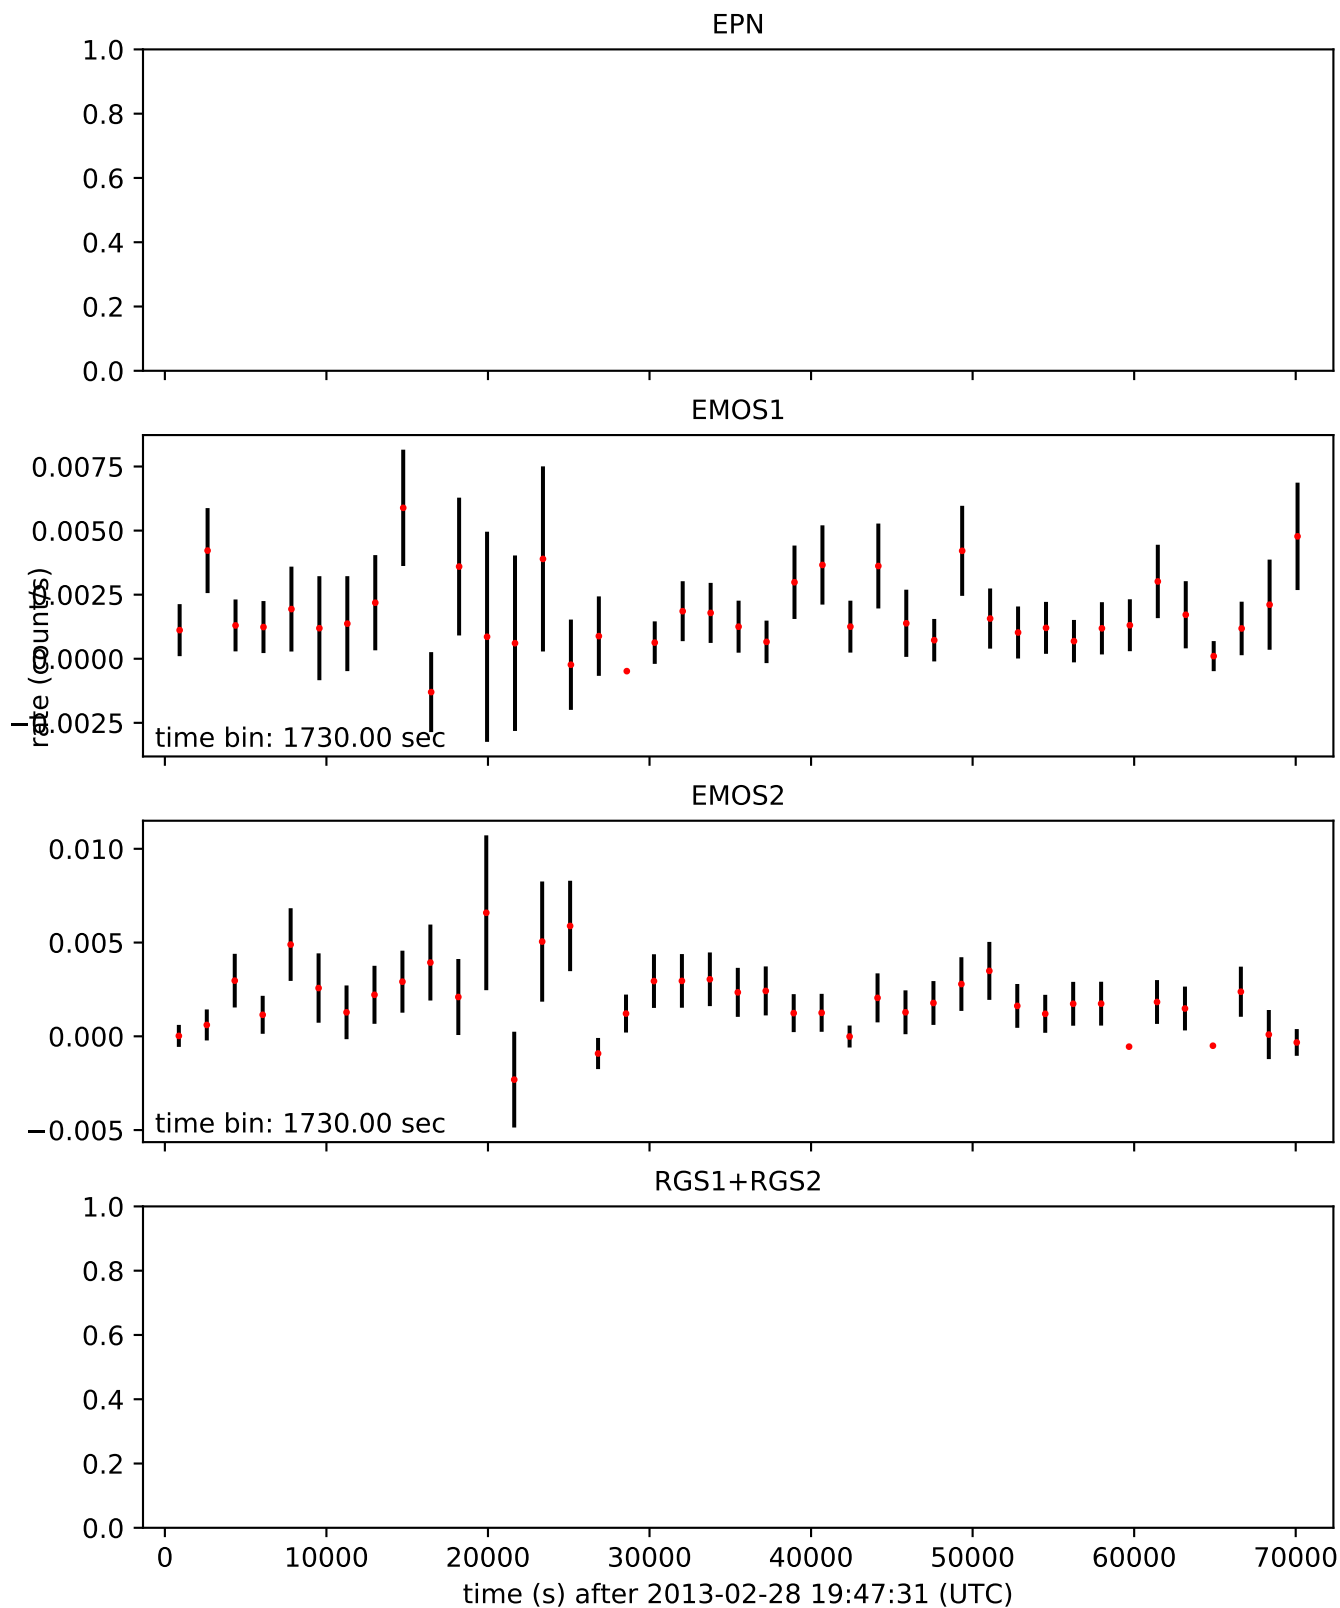 EPN
1.0
0.8
0.6
0.4
0.2
0.0
EMOS1
0.0075
0.0050
0.0025
0.0000
−0.0025
rate (count/s)
time bin: 1730.00 sec
EMOS2
0.010
0.005
0.000
−0.005
time bin: 1730.00 sec
RGS1+RGS2
1.0
0.8
0.6
0.4
0.2
0.0
0 10000 20000 30000 40000 50000 60000 70000
time (s) after 2013-02-28 19:47:31 (UTC)